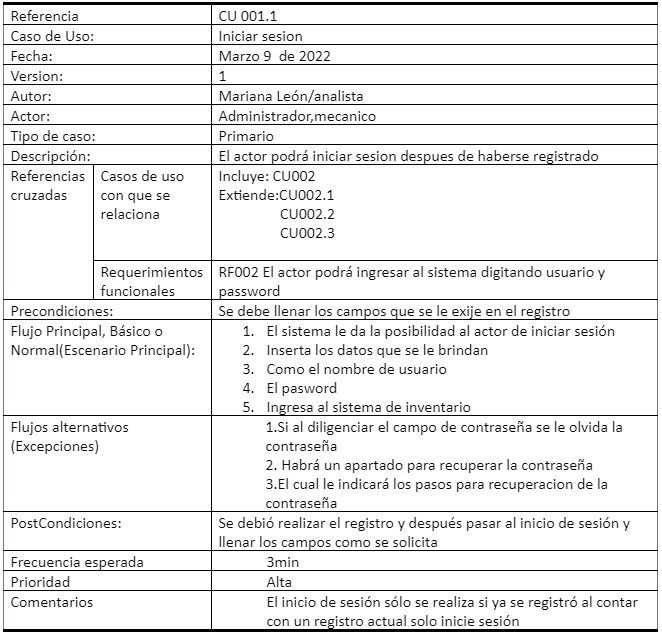 Referencia CU 001.1
Caso de Uso: Iniciar sesion
Fecha: Marzo 9 de 2022
Version: 1
Autor: Mariana León/analista
Actor: Administrador,mecanico
Tipo de caso: Primario
Descripción: El actor podrá iniciar sesion despues de haberse registrado
Referencias
cruzadas
Casos de uso
con que se
relaciona
Incluye: CU002
Extiende:CU002.1
CU002.2
CU002.3
Requerimientos
funcionales
RF002 El actor podrá ingresar al sistema digitando usuario y
password
Precondiciones: Se debe llenar los campos que se le exije en el registro
Flujo Principal, Básico o
Normal(Escenario Principal):
1. El sistema le da la posibilidad al actor de iniciar sesión
2. Inserta los datos que se le brindan
3. Como el nombre de usuario
4. El pasword
5. Ingresa al sistema de inventario
Flujos alternativos
(Excepciones)
1.Si al diligenciar el campo de contraseña se le olvida la
contraseña
2. Habrá un apartado para recuperar la contraseña
3.El cual le indicará los pasos para recuperacion de la
contraseña
PostCondiciones: Se debió realizar el registro y después pasar al inicio de sesión y
llenar los campos como se solicita
Frecuencia esperada 3min
Prioridad Alta
Comentarios El inicio de sesión sólo se realiza si ya se registró al contar
con un registro actual solo inicie sesión